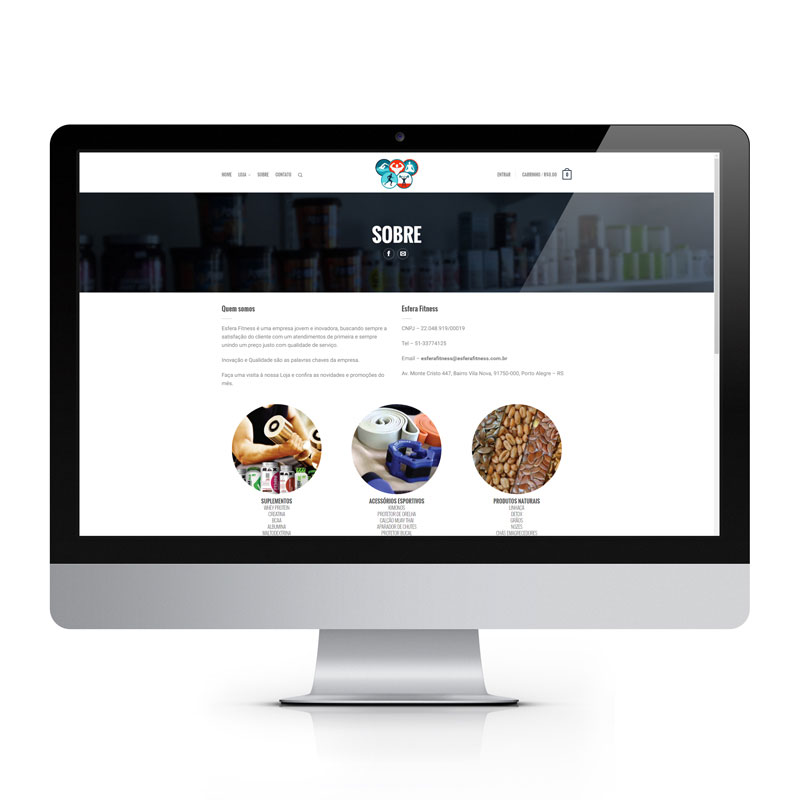 HOME LOJA SOBRE CONTATO
ENTRAR CARRINHO / R$0.00 0
SOBRE
Quem somos
Esfera Fitness é uma empresa jovem e inovadora, buscando sempre a
satisfação do cliente com um atendimentos de primeira e sempre
unindo um preço justo com qualidade de serviço.
Inovação e Qualidade são as palavras chaves da empresa.
Faça uma visita à nossa Loja e confira as novidades e promoções do
mês.
Esfera Fitness
CNPJ – 22.048.919/00019
Tel – 51-33774125
Email – esferafitness@esferafitness.com.br
Av. Monte Cristo 447, Bairro Vila Nova, 91750-000, Porto Alegre – RS
SUPLEMENTOS
WHEY PROTEIN
CREATINA
BCAA
ALBUMINA
MALTODEXTRINA
ACESSÓRIOS ESPORTIVOS
KIMONOS
PROTETOR DE ORELHA
CALÇÃO MUAY THAI
APARADOR DE CHUTES
PROTETOR BUCAL
PRODUTOS NATURAIS
LINHAÇA
DETOX
GRÃOS
NOZES
CHÁS EMAGRECEDORES